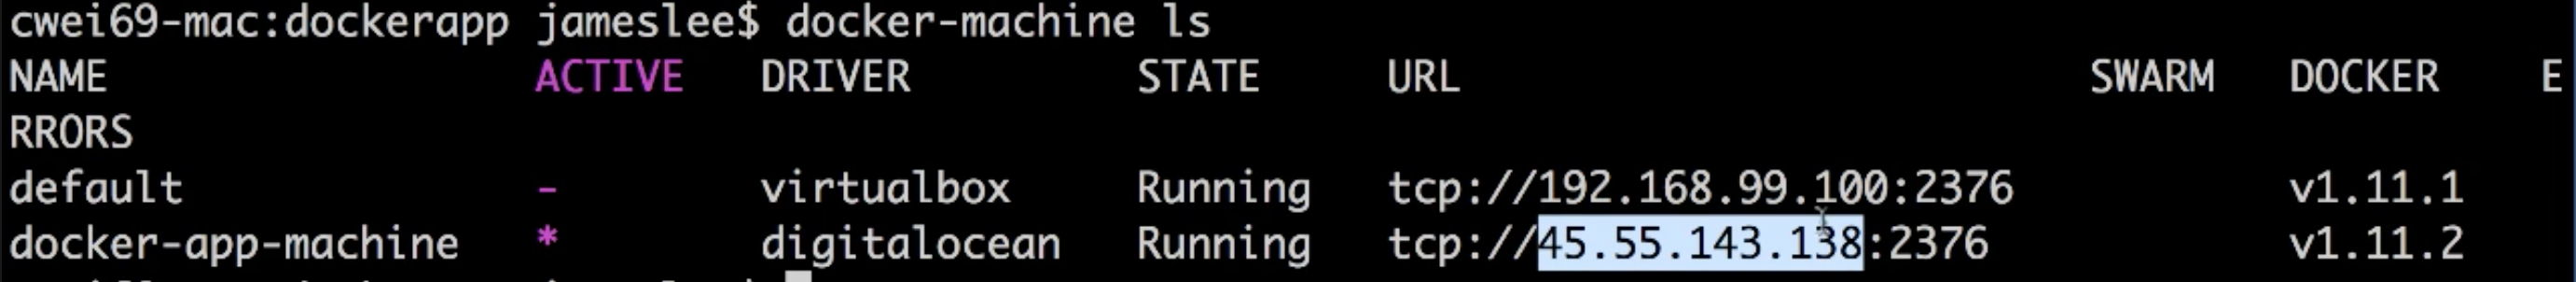 cwei69-mac:dockerapp jameslee$ docker-machine ls
NAME ACTIVE DRIVER STATE URL SWARM DOCKER E
RRORS
default - virtualbox Running tcp://192.168.99.100:2376 v1.11.1
docker-app-machine * digitalocean Running tcp://45.55.143.138:2376 v1.11.2